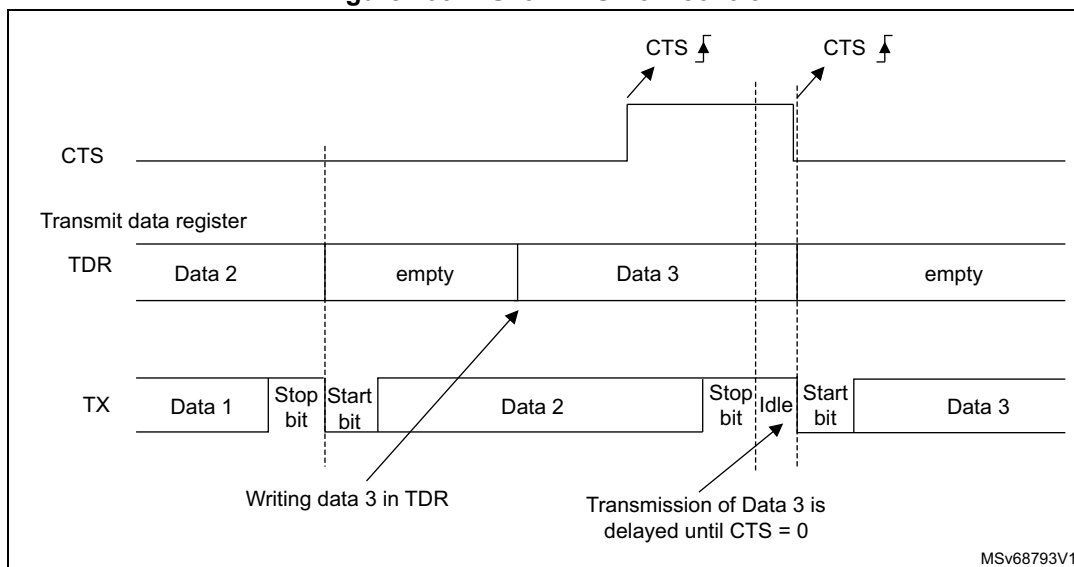 CTS CTS
CTS
Transmit data register
TDR Data 2 empty Data 3 empty
TX Data 1 Stop bit Start bit Data 2 Stop bit Idle Start bit Data 3
Writing data 3 in TDR
Transmission of Data 3 is
delayed until CTS = 0
MSv68793V1